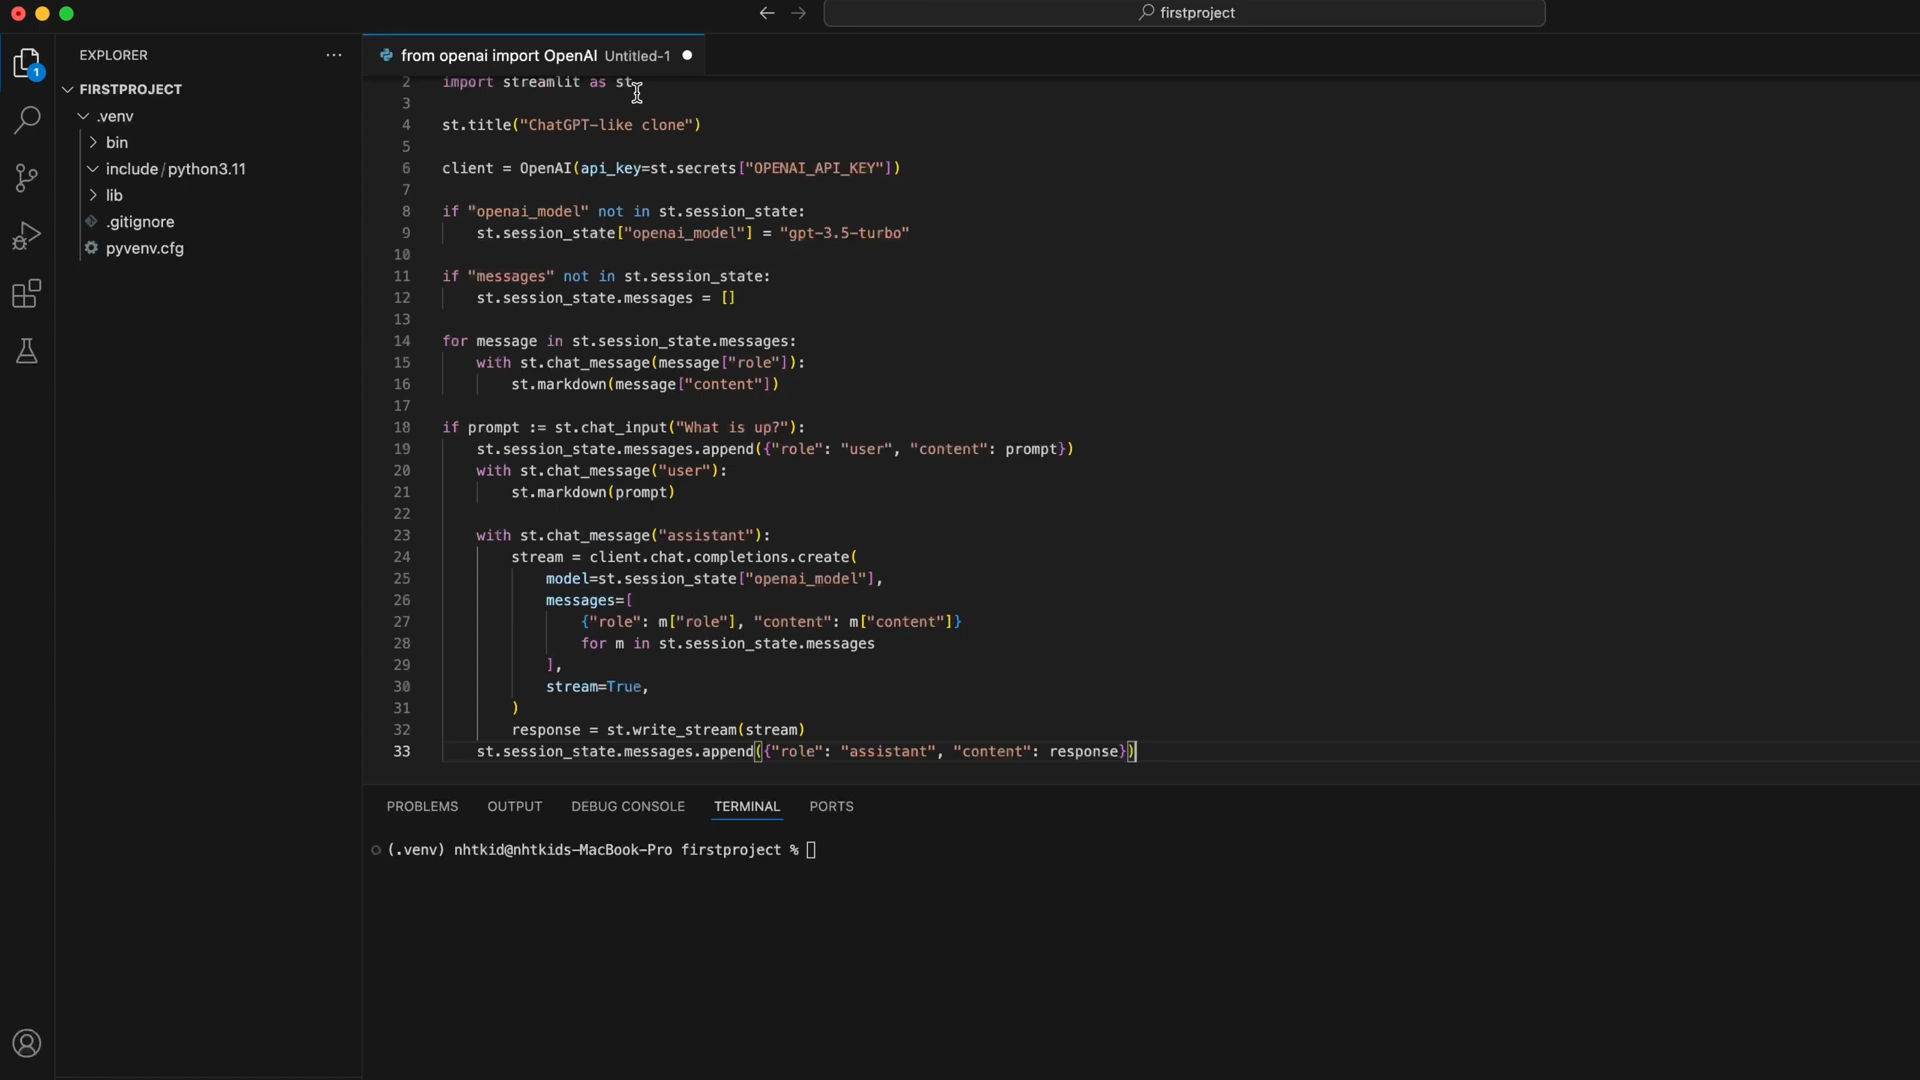 firstproject
EXPLORER
from openai import OpenAI Untitled-1
1
FIRSTPROJECT
.venv
bin
include/python3.11
lib
.gitignore
pyvenv.cfg
2 import streamlit as st
3
4 st.title("ChatGPT-like clone")
5
6 client = OpenAI(api_key=st.secrets["OPENAI_API_KEY"])
7
8 if "openai_model" not in st.session_state:
9     st.session_state["openai_model"] = "gpt-3.5-turbo"
10
11 if "messages" not in st.session_state:
12     st.session_state.messages = []
13
14 for message in st.session_state.messages:
15     with st.chat_message(message["role"]):
16         st.markdown(message["content"])
17
18 if prompt := st.chat_input("What is up?"):
19     st.session_state.messages.append({"role": "user", "content": prompt})
20     with st.chat_message("user"):
21         st.markdown(prompt)
22
23     with st.chat_message("assistant"):
24         stream = client.chat.completions.create(
25             model=st.session_state["openai_model"],
26             messages=[
27                 {"role": m["role"], "content": m["content"]}
28                 for m in st.session_state.messages
29             ],
30             stream=True,
31         )
32         response = st.write_stream(stream)
33     st.session_state.messages.append({"role": "assistant", "content": response})
PROBLEMS OUTPUT DEBUG CONSOLE TERMINAL PORTS
(.venv) nhtkid@nhtkids-MacBook-Pro firstproject %